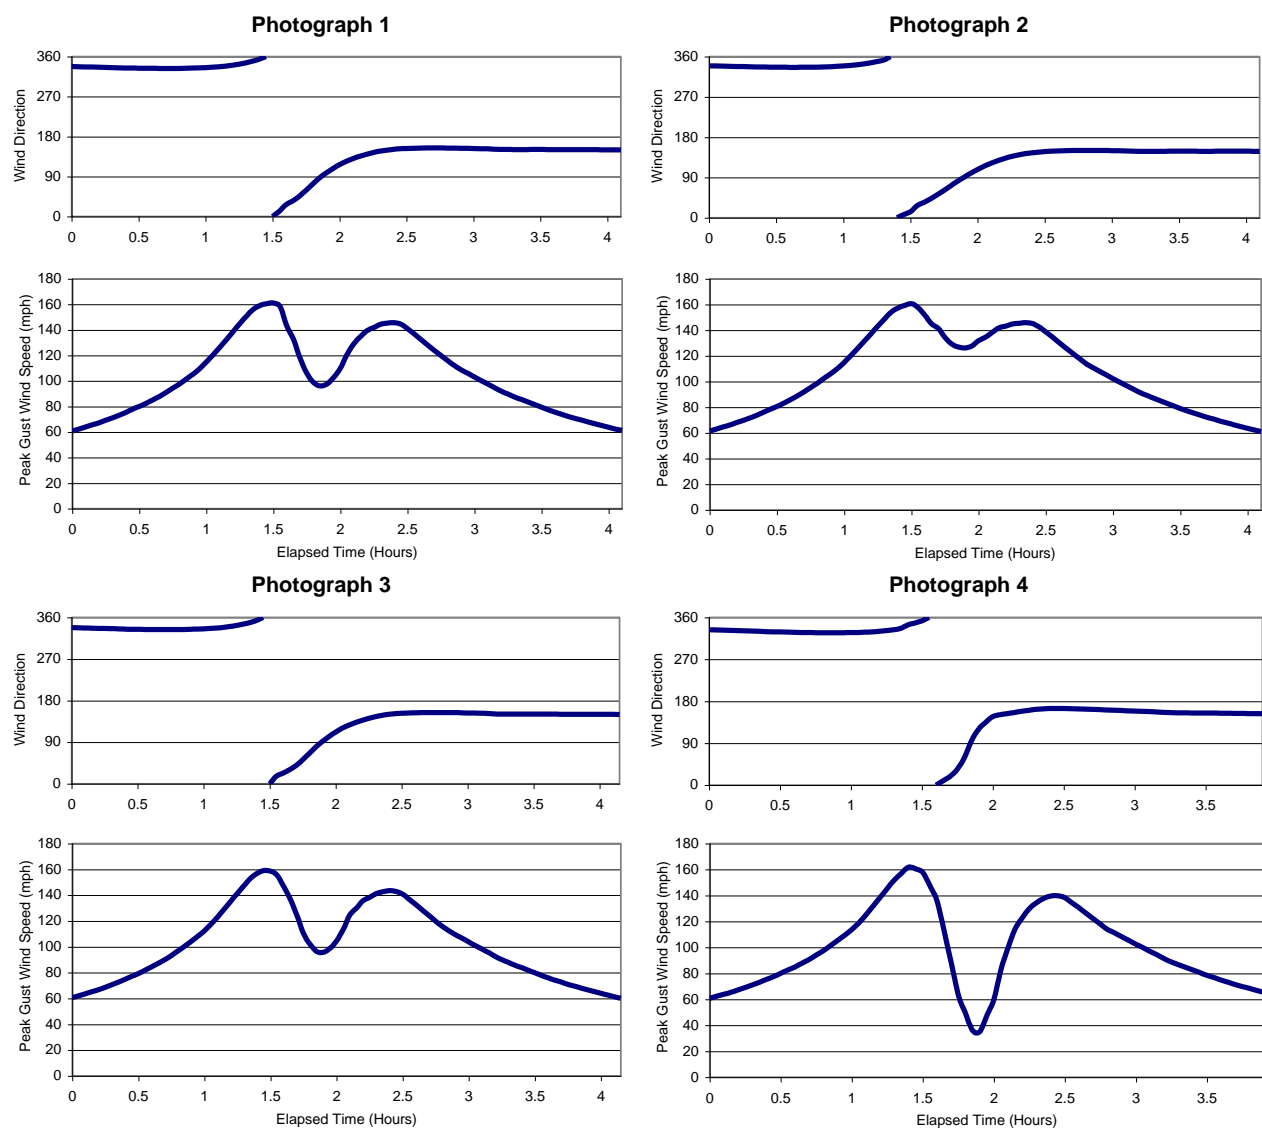 Photograph 1
Wind Direction
360
270
180
90
0
0 0.5 1 1.5 2 2.5 3 3.5 4
Peak Gust Wind Speed (mph)
180
160
140
120
100
80
60
40
20
0
0 0.5 1 1.5 2 2.5 3 3.5 4
Elapsed Time (Hours)
Photograph 2
Wind Direction
360
270
180
90
0
0 0.5 1 1.5 2 2.5 3 3.5 4
Peak Gust Wind Speed (mph)
180
160
140
120
100
80
60
40
20
0
0 0.5 1 1.5 2 2.5 3 3.5 4
Elapsed Time (Hours)
Photograph 3
Wind Direction
360
270
180
90
0
0 0.5 1 1.5 2 2.5 3 3.5 4
Peak Gust Wind Speed (mph)
180
160
140
120
100
80
60
40
20
0
0 0.5 1 1.5 2 2.5 3 3.5 4
Elapsed Time (Hours)
Photograph 4
Wind Direction
360
270
180
90
0
0 0.5 1 1.5 2 2.5 3 3.5
Peak Gust Wind Speed (mph)
180
160
140
120
100
80
60
40
20
0
0 0.5 1 1.5 2 2.5 3 3.5
Elapsed Time (Hours)